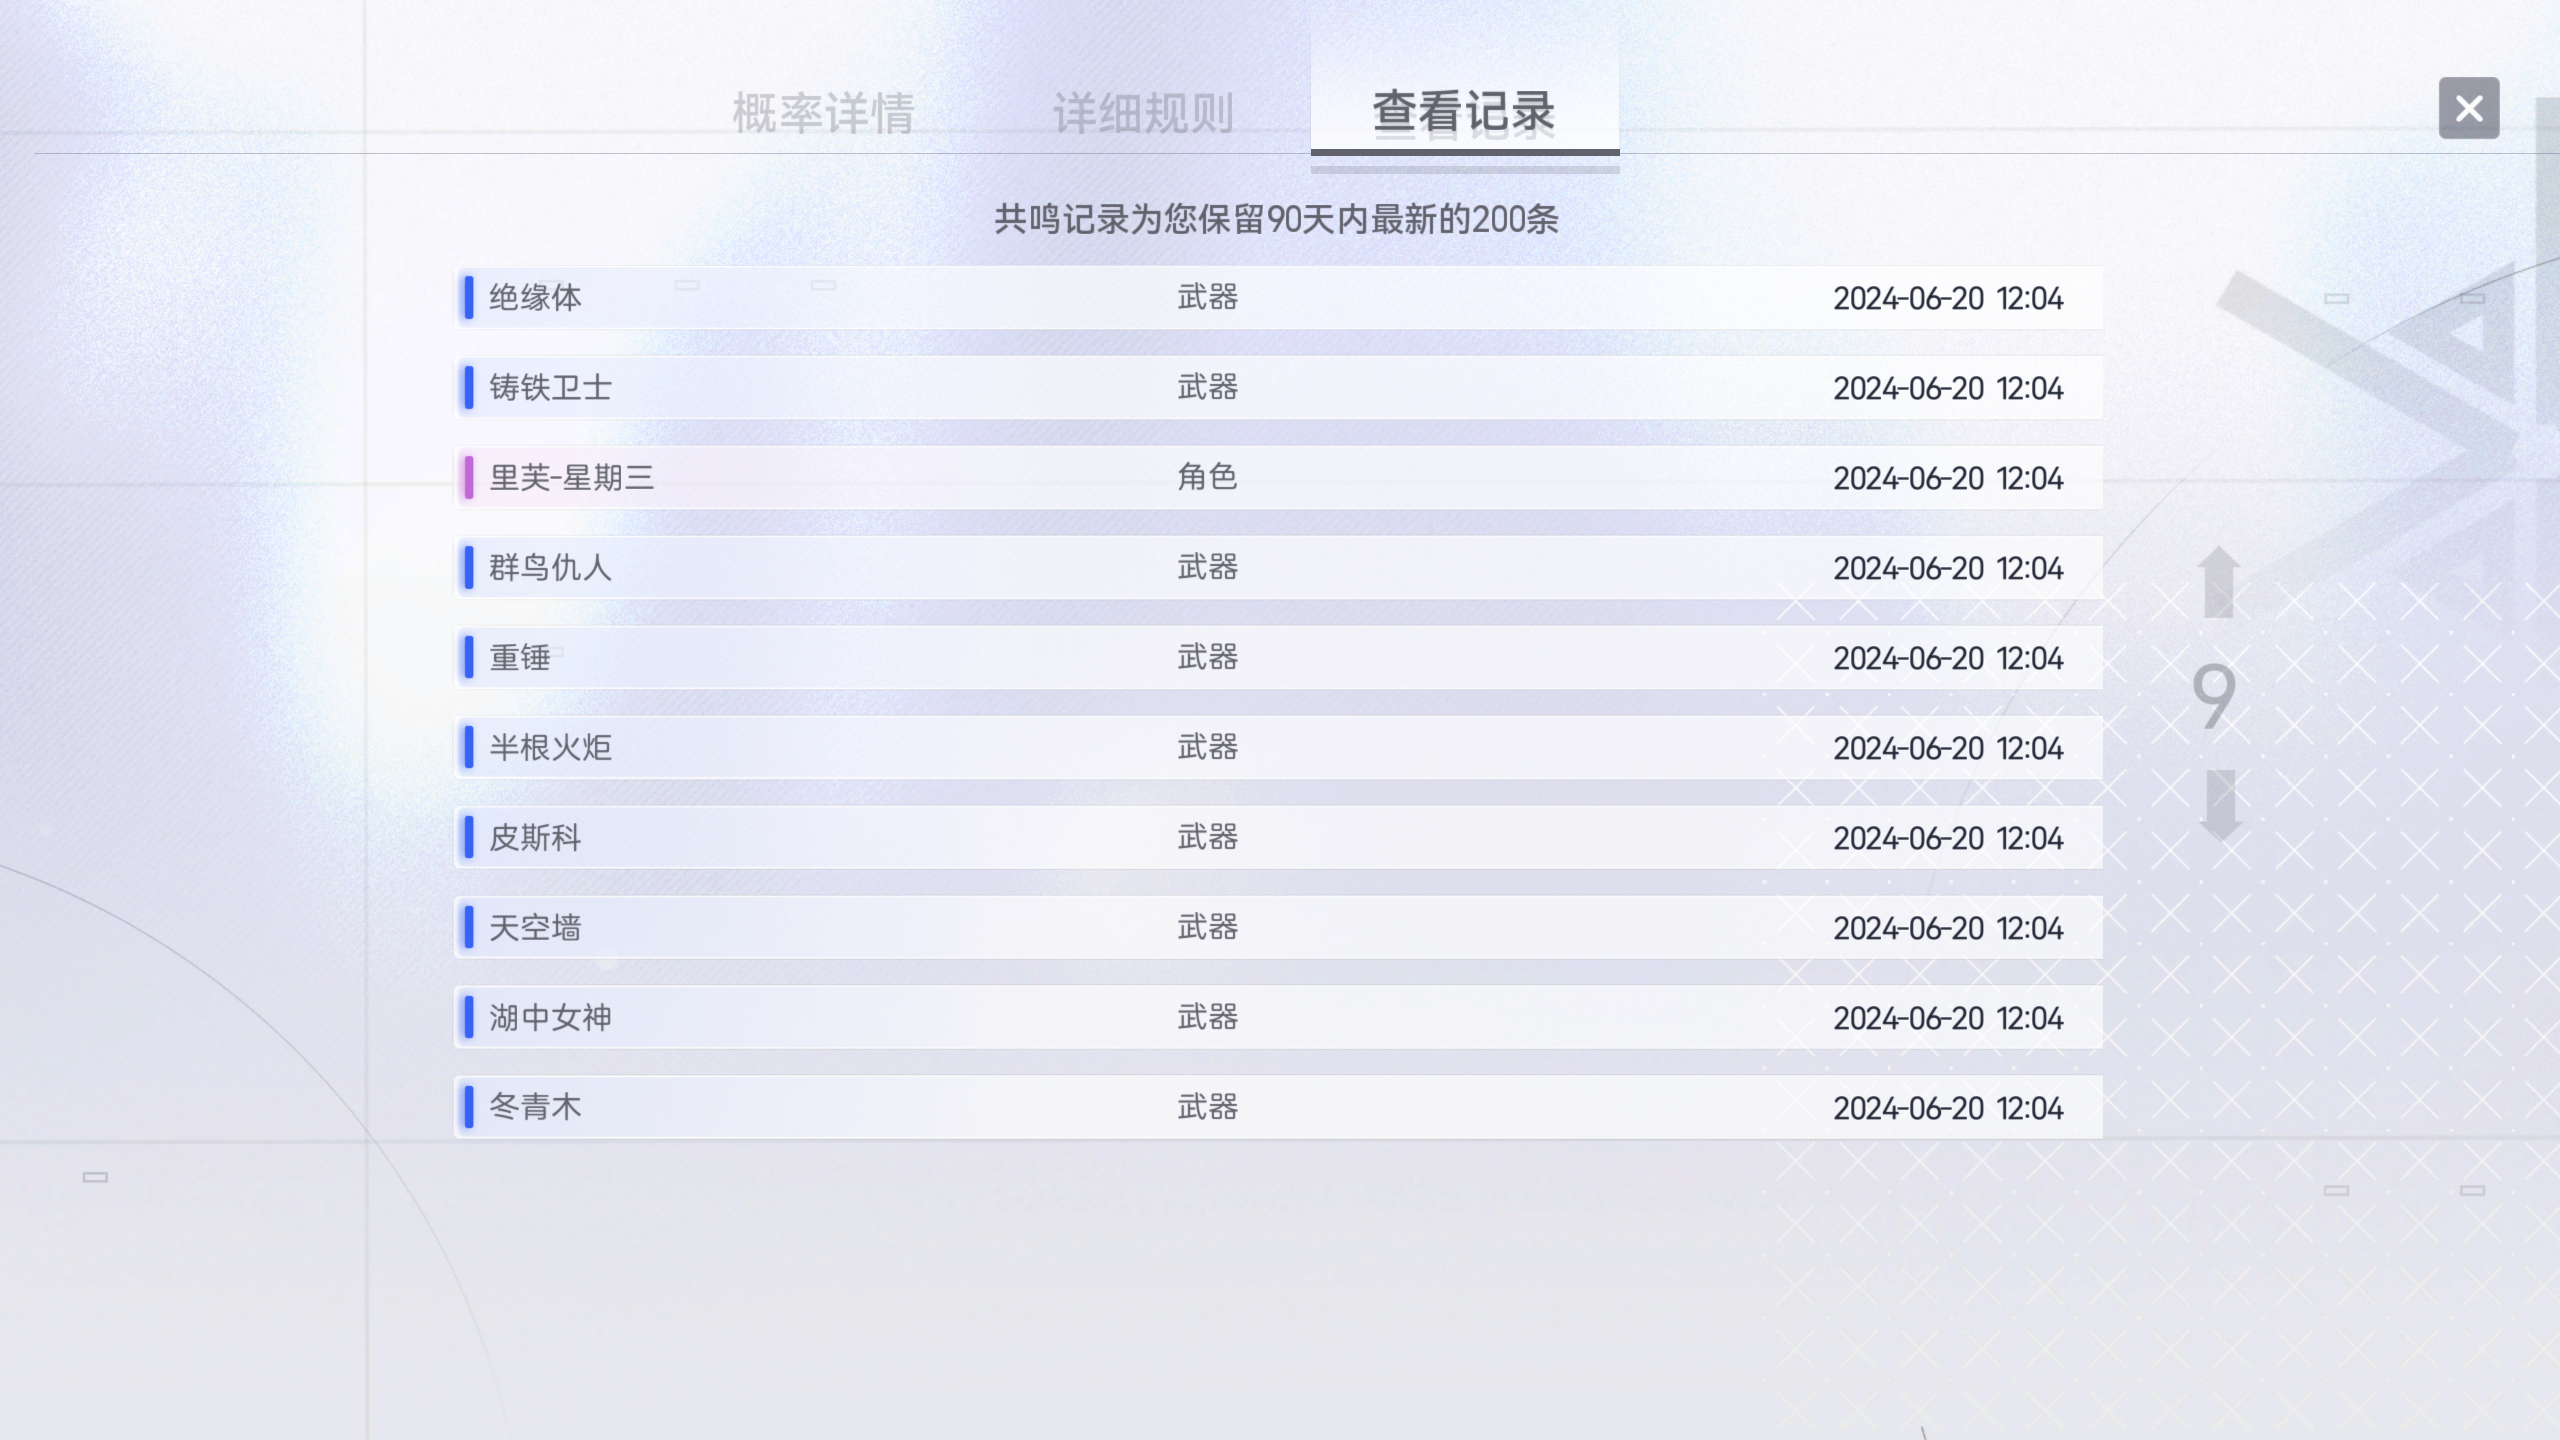 概率详情 详细规则 查看记录
共鸣记录为您保留90天内最新的200条
绝缘体 武器 2024-06-20 12:04
铸铁卫士 武器 2024-06-20 12:04
里芙-星期三 角色 2024-06-20 12:04
群鸟仇人 武器 2024-06-20 12:04
重锤 武器 2024-06-20 12:04
半根火炬 武器 2024-06-20 12:04
皮斯科 武器 2024-06-20 12:04
天空墙 武器 2024-06-20 12:04
湖中女神 武器 2024-06-20 12:04
冬青木 武器 2024-06-20 12:04
9